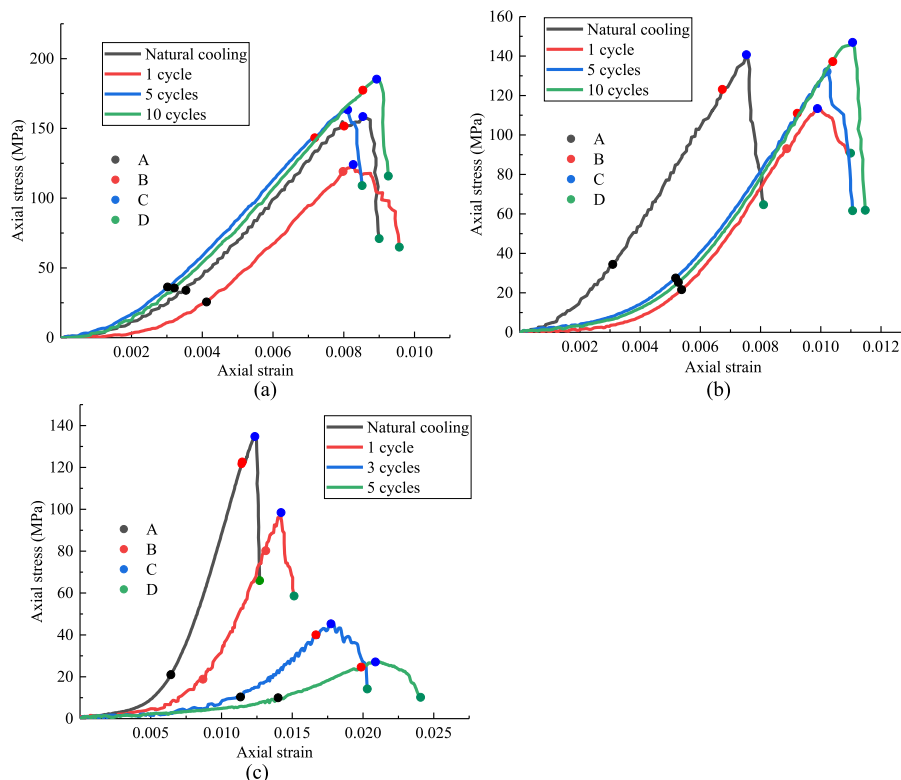 Natural cooling
1 cycle
5 cycles
10 cycles
A
B
C
D
200
150
100
50
0
Axial stress (MPa)
0.002 0.004 0.006 0.008 0.010
Axial strain
(a)
Natural cooling
1 cycle
5 cycles
10 cycles
A
B
C
D
160
140
120
100
80
60
40
20
0
Axial stress (MPa)
0.002 0.004 0.006 0.008 0.010 0.012
Axial strain
(b)
Natural cooling
1 cycle
3 cycles
5 cycles
A
B
C
D
140
120
100
80
60
40
20
0
Axial stress (MPa)
0.005 0.010 0.015 0.020 0.025
Axial strain
(c)